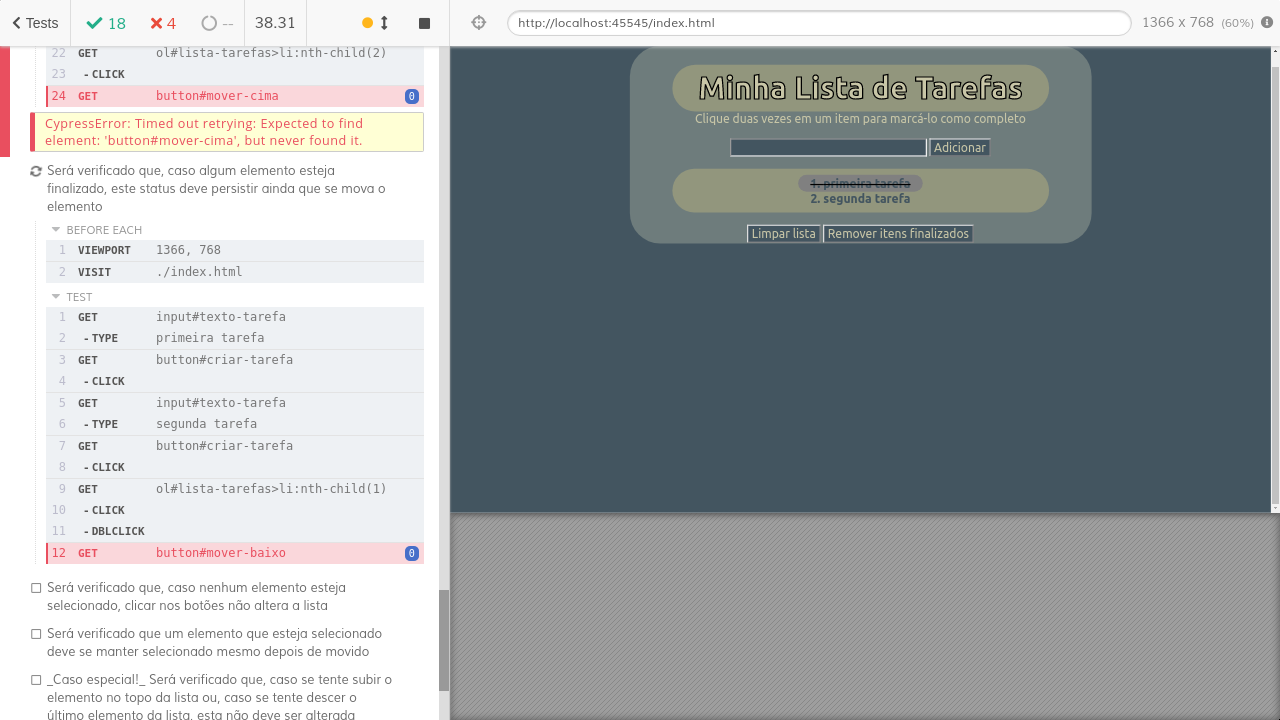 Tests 18 4 -- 38.31 http://localhost:45545/index.html 1366 x 768 (60%)
22 GET ol#lista-tarefas>li:nth-child(2)
23 - CLICK
24 GET button#mover-cima 0
CypressError: Timed out retrying: Expected to find
element: 'button#mover-cima', but never found it.
Será verificado que, caso algum elemento esteja
finalizado, este status deve persistir ainda que se mova o
elemento
BEFORE EACH
1 VIEWPORT 1366, 768
2 VISIT ./index.html
TEST
1 GET input#texto-tarefa
2 - TYPE primeira tarefa
3 GET button#criar-tarefa
4 - CLICK
5 GET input#texto-tarefa
6 - TYPE segunda tarefa
7 GET button#criar-tarefa
8 - CLICK
9 GET ol#lista-tarefas>li:nth-child(1)
10 - CLICK
11 - DBLCLICK
12 GET button#mover-baixo 0
Será verificado que, caso nenhum elemento esteja
selecionado, clicar nos botões não altera a lista
Será verificado que um elemento que esteja selecionado
deve se manter selecionado mesmo depois de movido
_Caso especial!_ Será verificado que, caso se tente subir o
elemento no topo da lista ou, caso se tente descer o
último elemento da lista, esta não deve ser alterada
Minha Lista de Tarefas
Clique duas vezes em um item para marcá-lo como completo
Adicionar
1. primeira tarefa
2. segunda tarefa
Limpar lista Remover itens finalizados